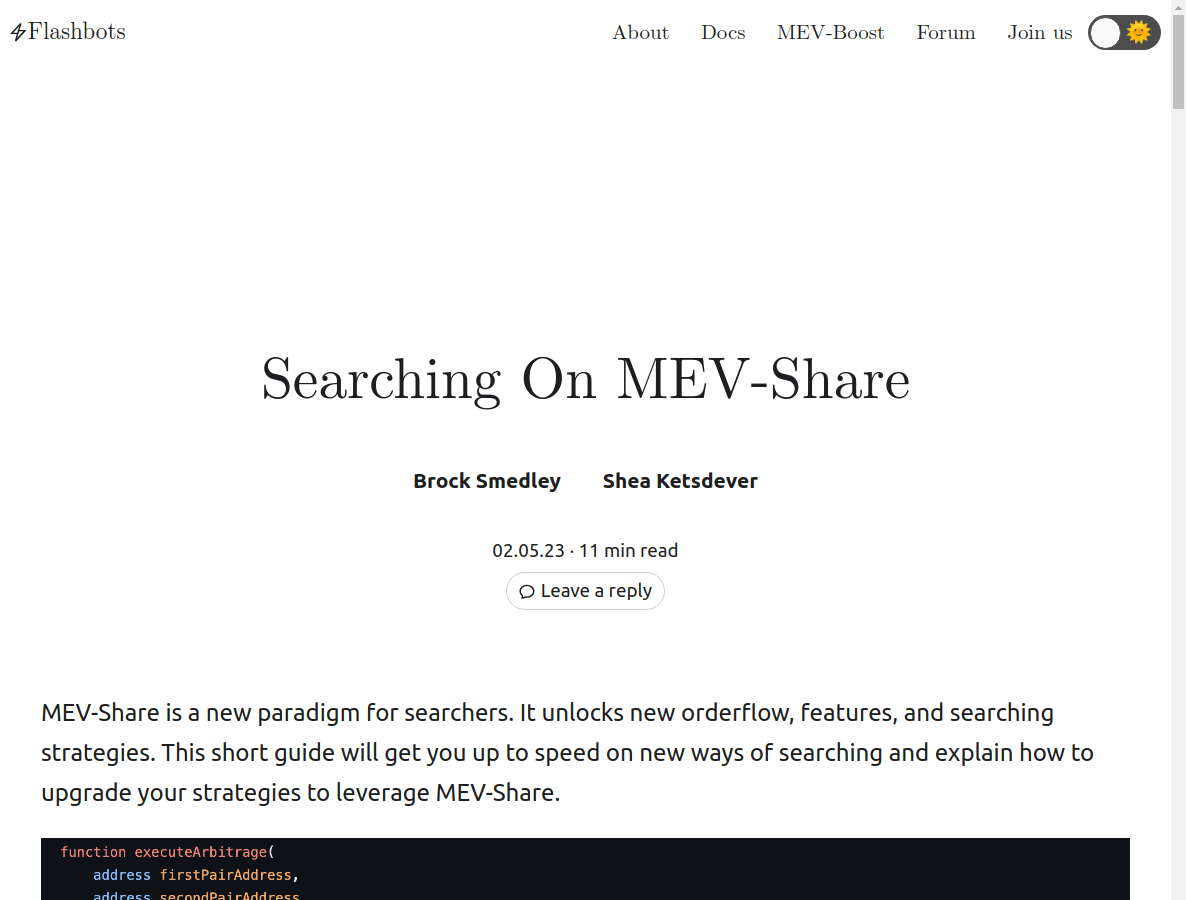 Flashbots
About Docs MEV-Boost Forum Join us
Searching On MEV-Share
Brock Smedley Shea Ketsdever
02.05.23 · 11 min read
Leave a reply
MEV-Share is a new paradigm for searchers. It unlocks new orderflow, features, and searching
strategies. This short guide will get you up to speed on new ways of searching and explain how to
upgrade your strategies to leverage MEV-Share.
function executeArbitrage(
address firstPairAddress,
address secondPairAddress